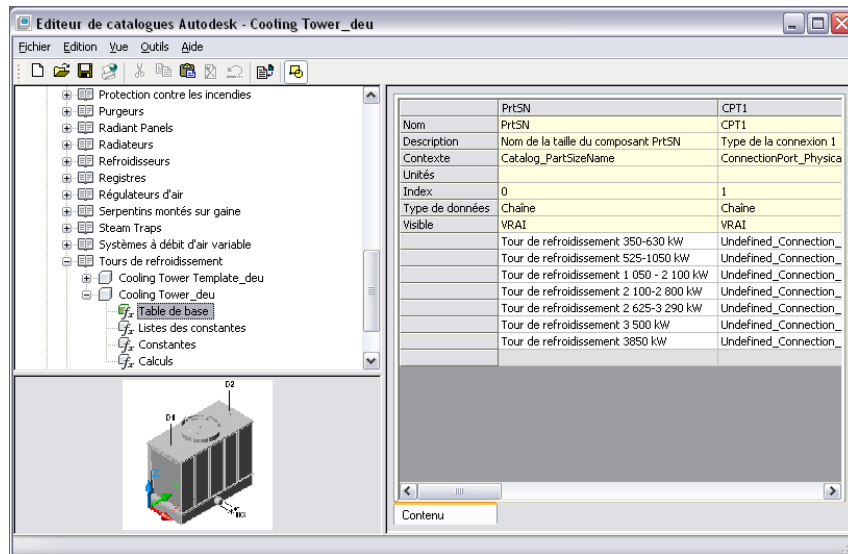 Editeur de catalogues Autodesk - Cooling Tower_deu
Fichier Edition Vue Outils Aide
Protection contre les incendies
Purgeurs
Radiant Panels
Radiateurs
Refroidisseurs
Registres
Régulateurs d'air
Serpentins montés sur gaine
Steam Traps
Systèmes à débit d'air variable
Tours de refroidissement
Cooling Tower Template_deu
Cooling Tower_deu
Table de base
Listes des constantes
Constantes
Calculs
D2
D1
PrtSN CPT1
Nom PrtSN CPT1
Description Nom de la taille du composant PrtSN Type de la connexion 1
Contexte Catalog_PartSizeName ConnectionPort_Physica
Unités
Index 0 1
Type de données Chaîne Chaîne
Visible VRAI VRAI
Tour de refroidissement 350-630 kW Undefined_Connection_
Tour de refroidissement 525-1050 kW Undefined_Connection_
Tour de refroidissement 1 050 - 2 100 kW Undefined_Connection_
Tour de refroidissement 2 100-2 800 kW Undefined_Connection_
Tour de refroidissement 2 625-3 290 kW Undefined_Connection_
Tour de refroidissement 3 500 kW Undefined_Connection_
Tour de refroidissement 3850 kW Undefined_Connection_
Contenu